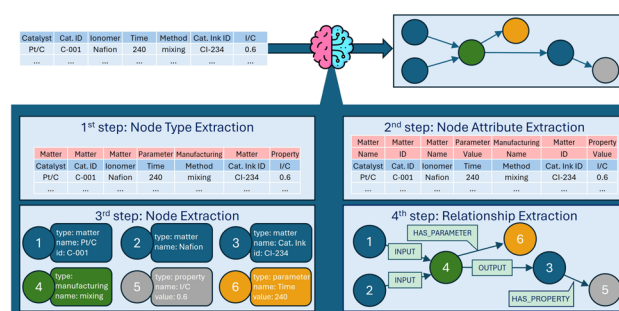 Catalyst Cat. ID Ionomer Time Method Cat. Ink ID I/C
Pt/C C-001 Nafion 240 mixing CI-234 0.6
... ... ... ... ... ... ...
1st step: Node Type Extraction
Matter Matter Matter Parameter Manufacturing Matter Property
Catalyst Cat. ID Ionomer Time Method Cat. Ink ID I/C
Pt/C C-001 Nafion 240 mixing CI-234 0.6
... ... ... ... ... ... ...
2nd step: Node Attribute Extraction
Matter Matter Matter Parameter Manufacturing Matter Property
Name ID Name Value Name ID Value
Catalyst Cat. ID Ionomer Time Method Cat. Ink ID I/C
Pt/C C-001 Nafion 240 mixing CI-234 0.6
... ... ... ... ... ... ...
3rd step: Node Extraction
1
type: matter
name: Pt/C
id: C-001
2
type: matter
name: Nafion
3
type: matter
name: Cat. Ink
id: CI-234
4
type:
manufacturing
name: mixing
5
type: property
name: I/C
value: 0.6
6
type: parameter
name: Time
value: 240
4th step: Relationship Extraction
HAS_PARAMETER
1
6
INPUT
4
OUTPUT
3
INPUT
2
HAS_PROPERTY
5